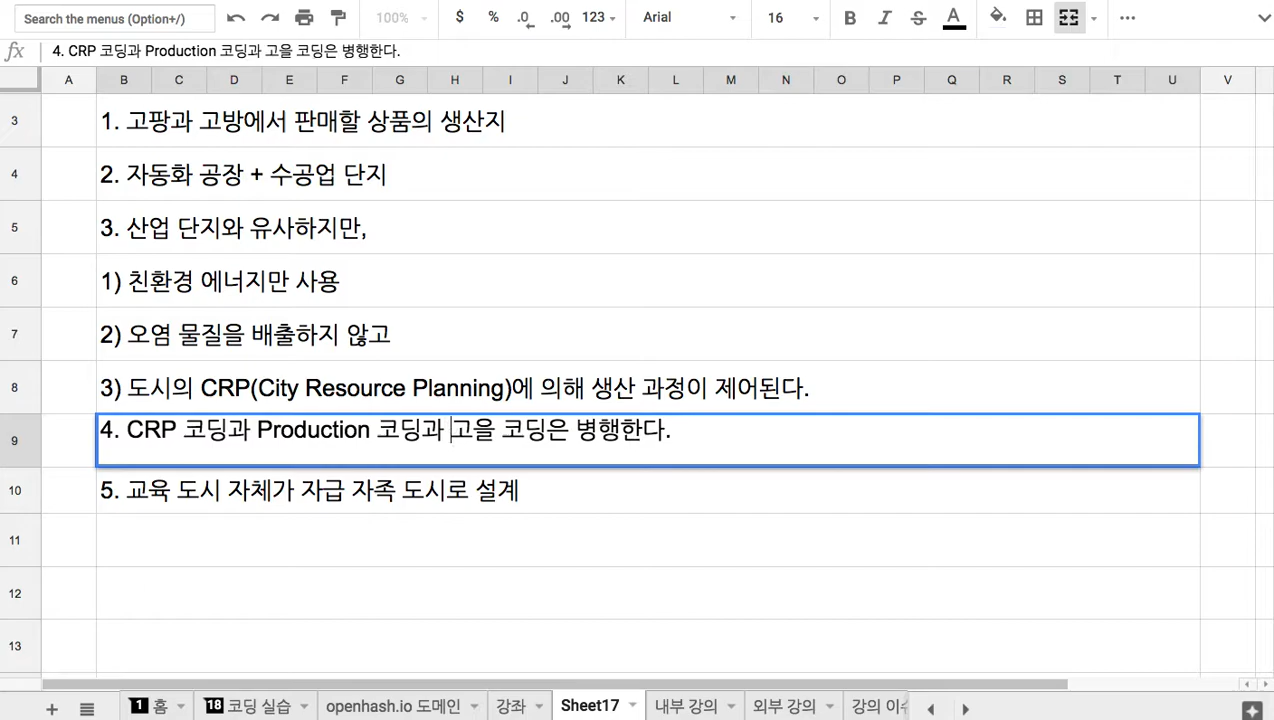 Search the menus (Option+/) 100% $ % .0 .00 123 Arial 16 B I S A
fx 4. CRP 코딩과 Production 코딩과 고을 코딩은 병행한다.
A B C D E F G H I J K L M N O P Q R S T U V
3 1. 고팡과 고방에서 판매할 상품의 생산지
4 2. 자동화 공장 + 수공업 단지
5 3. 산업 단지와 유사하지만,
6 1) 친환경 에너지만 사용
7 2) 오염 물질을 배출하지 않고
8 3) 도시의 CRP(City Resource Planning)에 의해 생산 과정이 제어된다.
9 4. CRP 코딩과 Production 코딩과 고을 코딩은 병행한다.
10 5. 교육 도시 자체가 자급 자족 도시로 설계
11
12
13
1 홈 18 코딩 실습 openhash.io 도메인 강좌 Sheet17 내부 강의 외부 강의 강의 이수